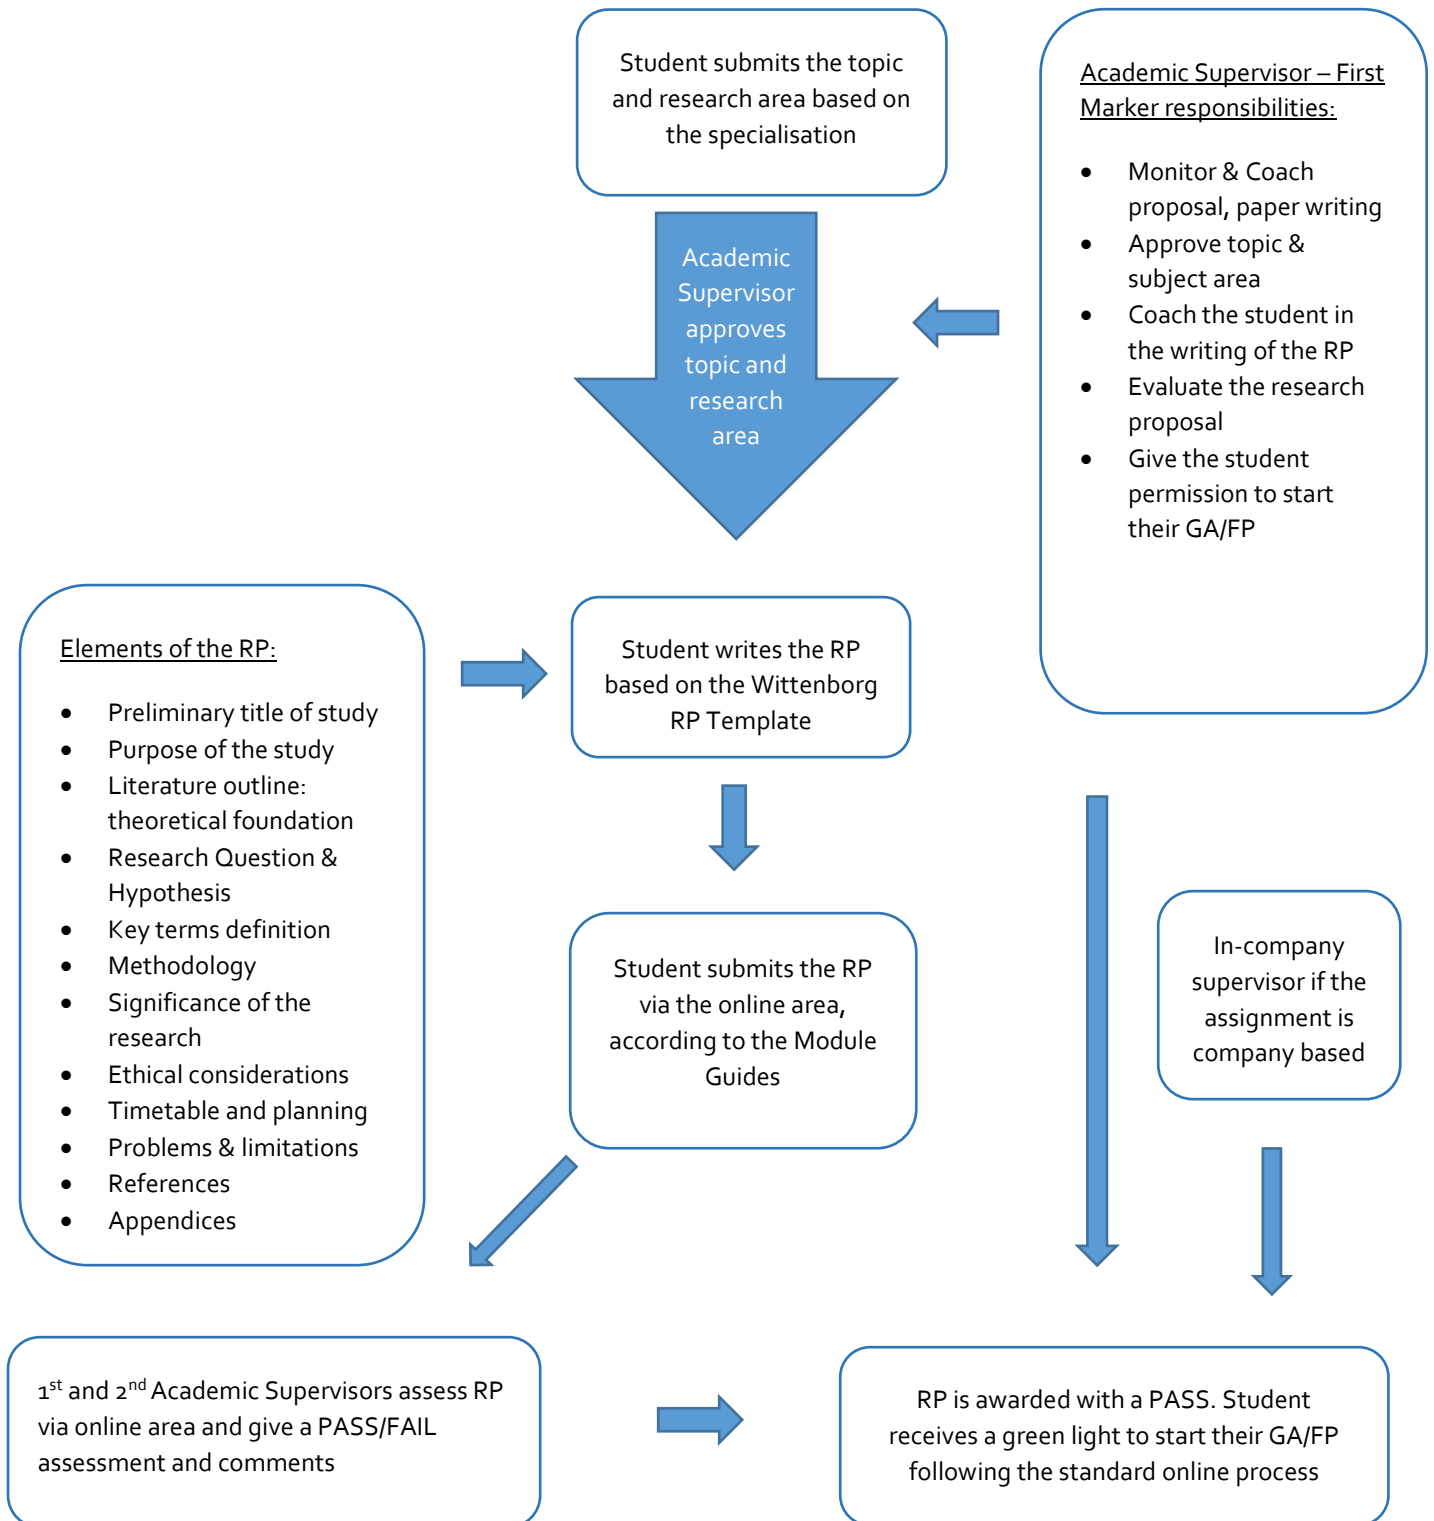 Student submits the topic
and research area based on
the specialisation
Academic Supervisor – First
Marker responsibilities:
• Monitor & Coach
proposal, paper writing
• Approve topic &
subject area
• Coach the student in
the writing of the RP
• Evaluate the research
proposal
• Give the student
permission to start
their GA/FP
Academic
Supervisor
approves
topic and
research
area
Elements of the RP:
• Preliminary title of study
• Purpose of the study
• Literature outline:
theoretical foundation
• Research Question &
Hypothesis
• Key terms definition
• Methodology
• Significance of the
research
• Ethical considerations
• Timetable and planning
• Problems & limitations
• References
• Appendices
Student writes the RP
based on the Wittenborg
RP Template
Student submits the RP
via the online area,
according to the Module
Guides
In-company
supervisor if the
assignment is
company based
1st and 2nd Academic Supervisors assess RP
via online area and give a PASS/FAIL
assessment and comments
RP is awarded with a PASS. Student
receives a green light to start their GA/FP
following the standard online process